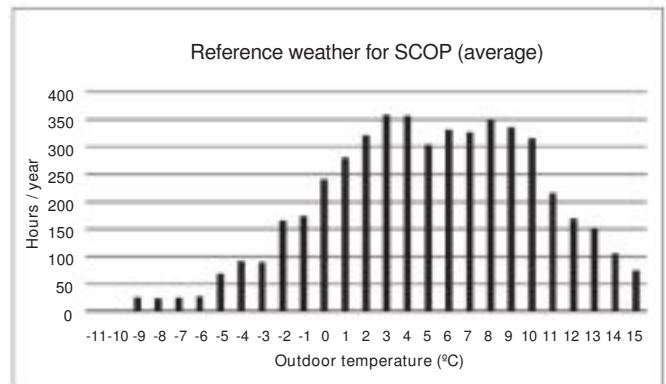 Reference weather for SCOP (average)
400
350
300
250
200
150
100
50
0
Hours / year
-11 -10 -9 -8 -7 -6 -5 -4 -3 -2 -1 0 1 2 3 4 5 6 7 8 9 10 11 12 13 14 15
Outdoor temperature (ºC)